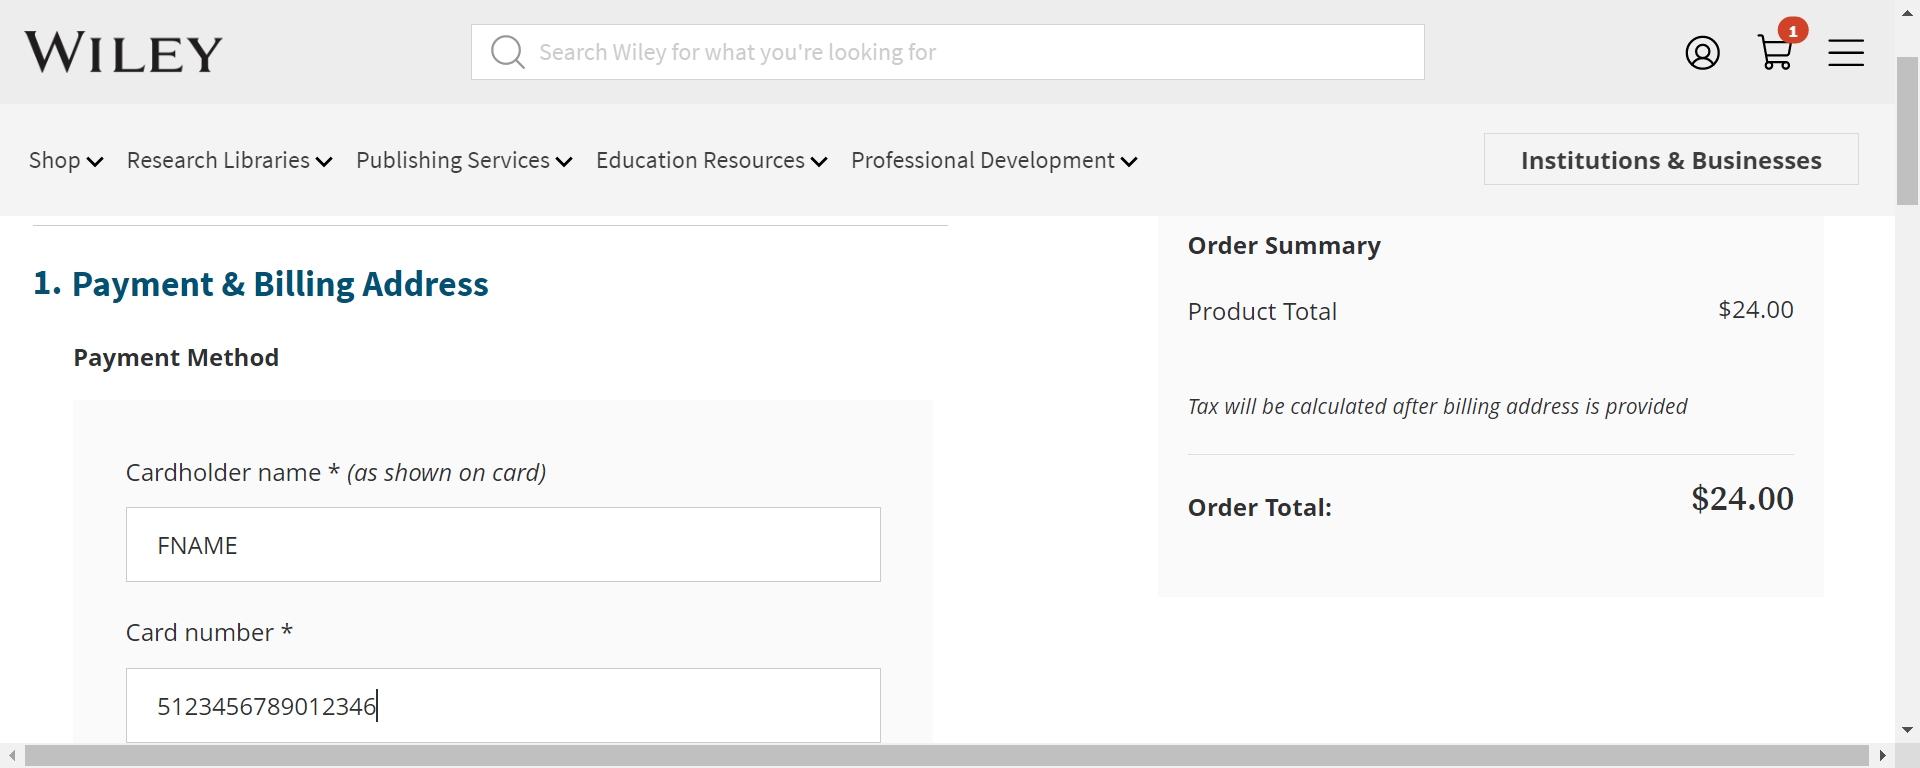 WILEY
Search Wiley for what you're looking for
1
Shop Research Libraries Publishing Services Education Resources Professional Development
Institutions & Businesses
1. Payment & Billing Address
Payment Method
Cardholder name * (as shown on card)
FNAME
Card number *
5123456789012346
Order Summary
Product Total $24.00
Tax will be calculated after billing address is provided
Order Total: $24.00